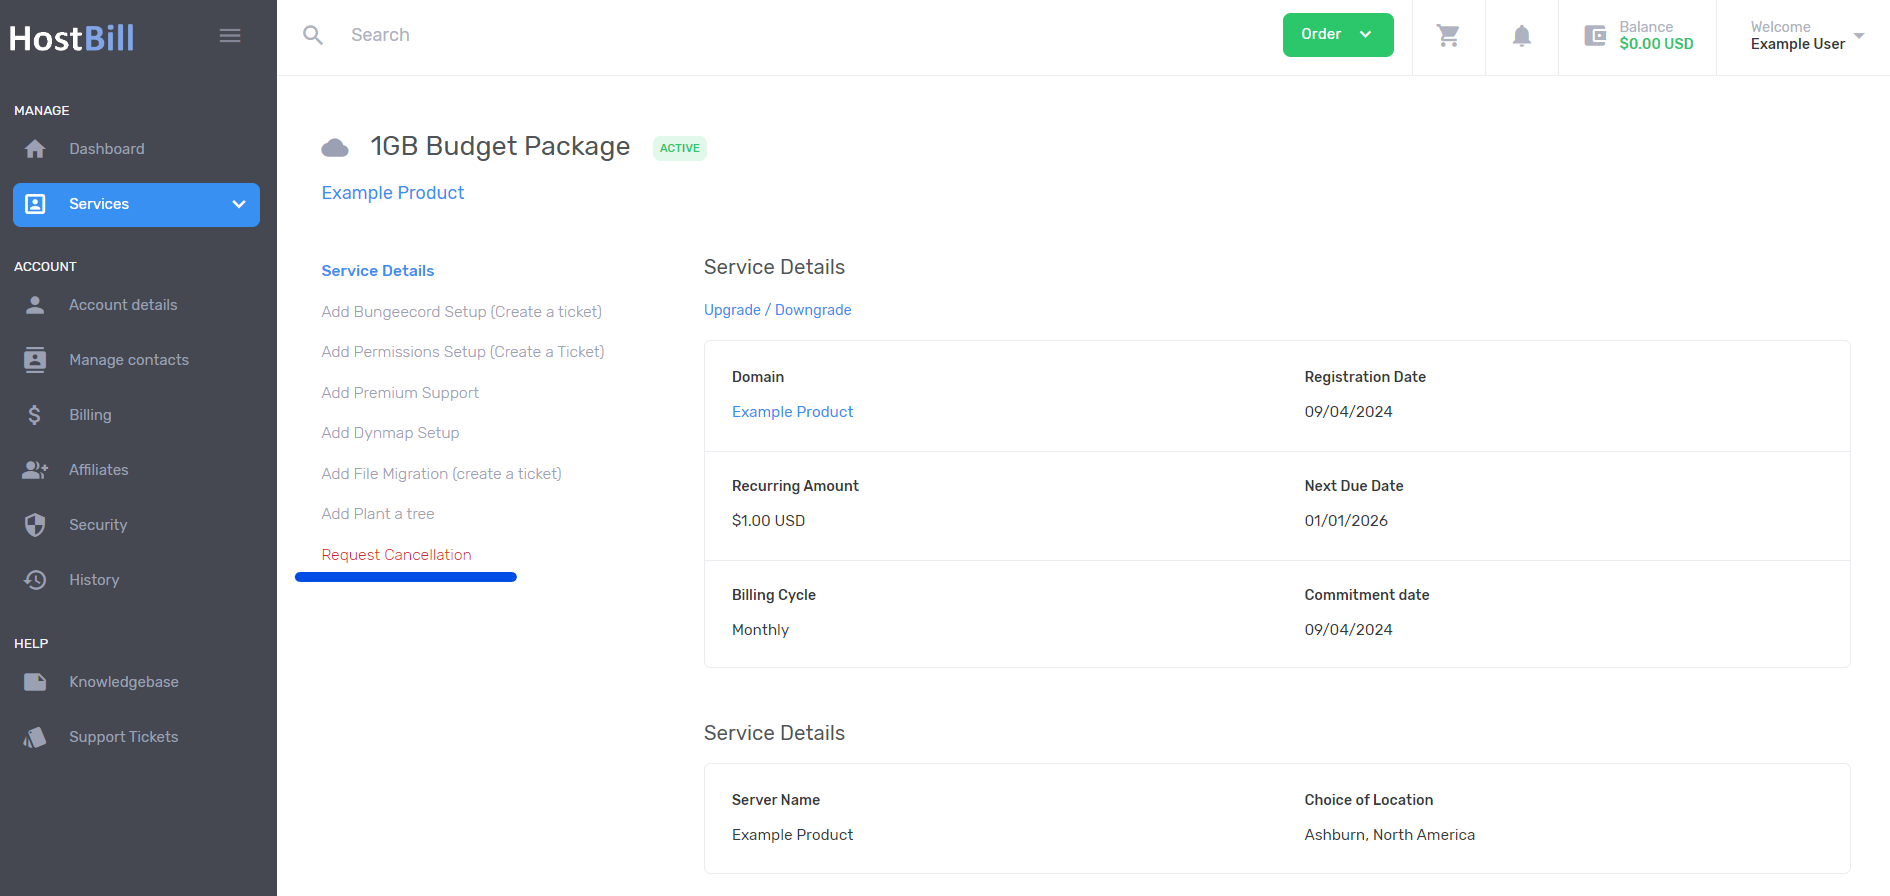 HostBill
Search
Order
Balance
$0.00 USD
Welcome
Example User
MANAGE
Dashboard
Services
ACCOUNT
Account details
Manage contacts
Billing
Affiliates
Security
History
HELP
Knowledgebase
Support Tickets
1GB Budget Package ACTIVE
Example Product
Service Details
Add Bungeecord Setup (Create a ticket)
Add Permissions Setup (Create a Ticket)
Add Premium Support
Add Dynmap Setup
Add File Migration (create a ticket)
Add Plant a tree
Request Cancellation
Service Details
Upgrade / Downgrade
Domain
Example Product
Registration Date
09/04/2024
Recurring Amount
$1.00 USD
Next Due Date
01/01/2026
Billing Cycle
Monthly
Commitment date
09/04/2024
Service Details
Server Name
Example Product
Choice of Location
Ashburn, North America